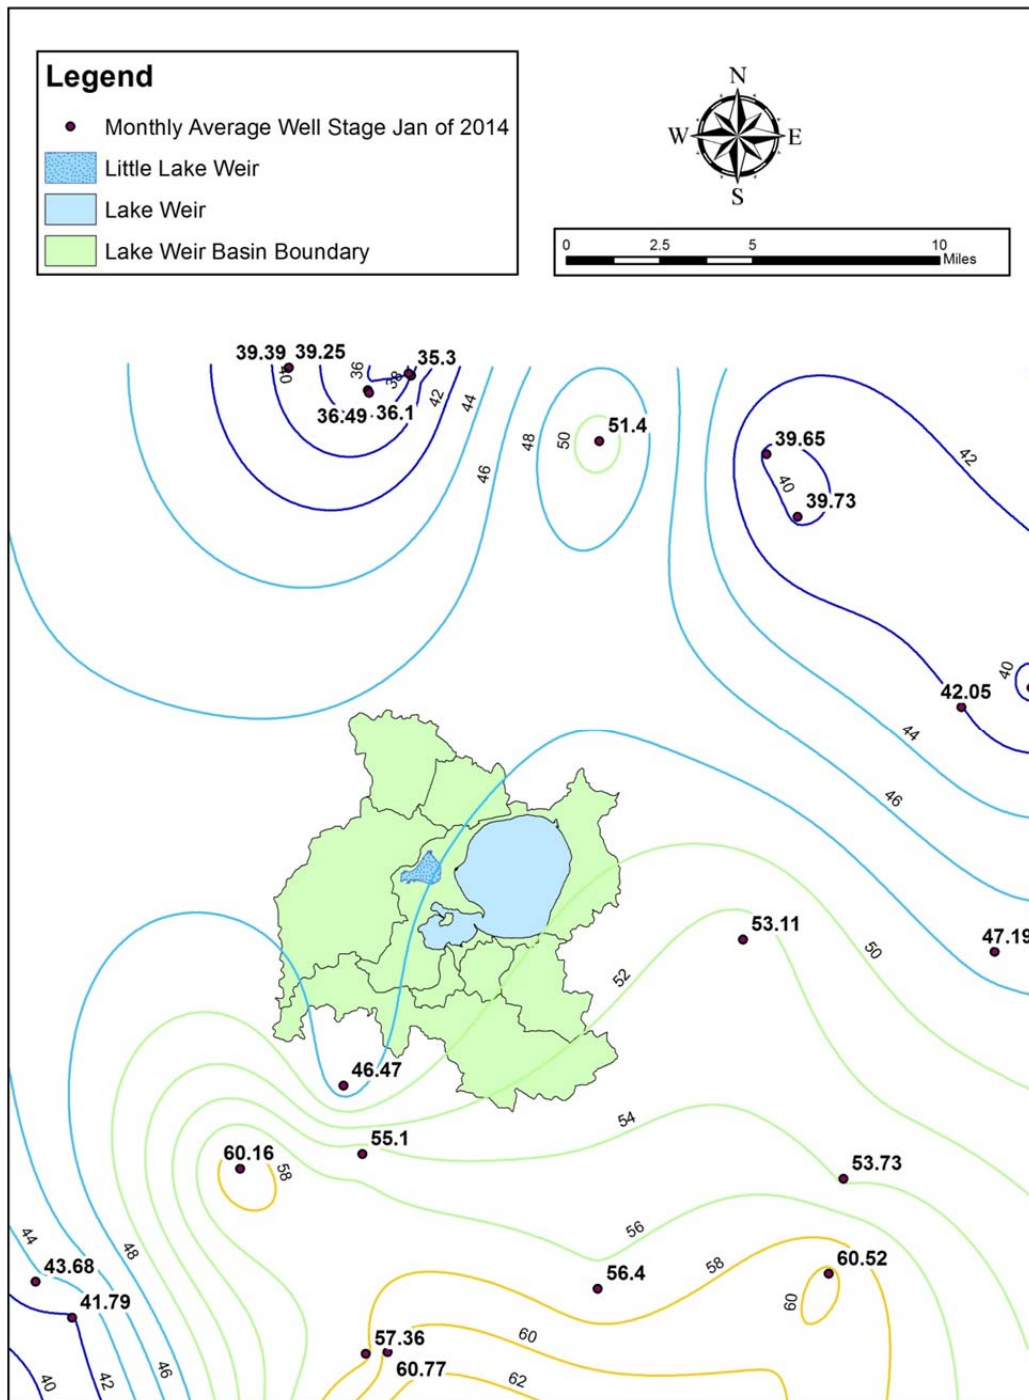 Legend
Monthly Average Well Stage Jan of 2014
Little Lake Weir
Lake Weir
Lake Weir Basin Boundary
N
W E
S
0 2.5 5 10
Miles
39.39 39.25 35.3
40 36 38
36.49 36.1 42 44
46 48 50 51.4
39.65 42
40
39.73
40
42.05
44
46
53.11
47.19
50
52
46.47
54
55.1
60.16 58
53.73
56
44 48
43.68 58 60.52
56.4
41.79 60
57.36 60
60.77
46 62
40 42